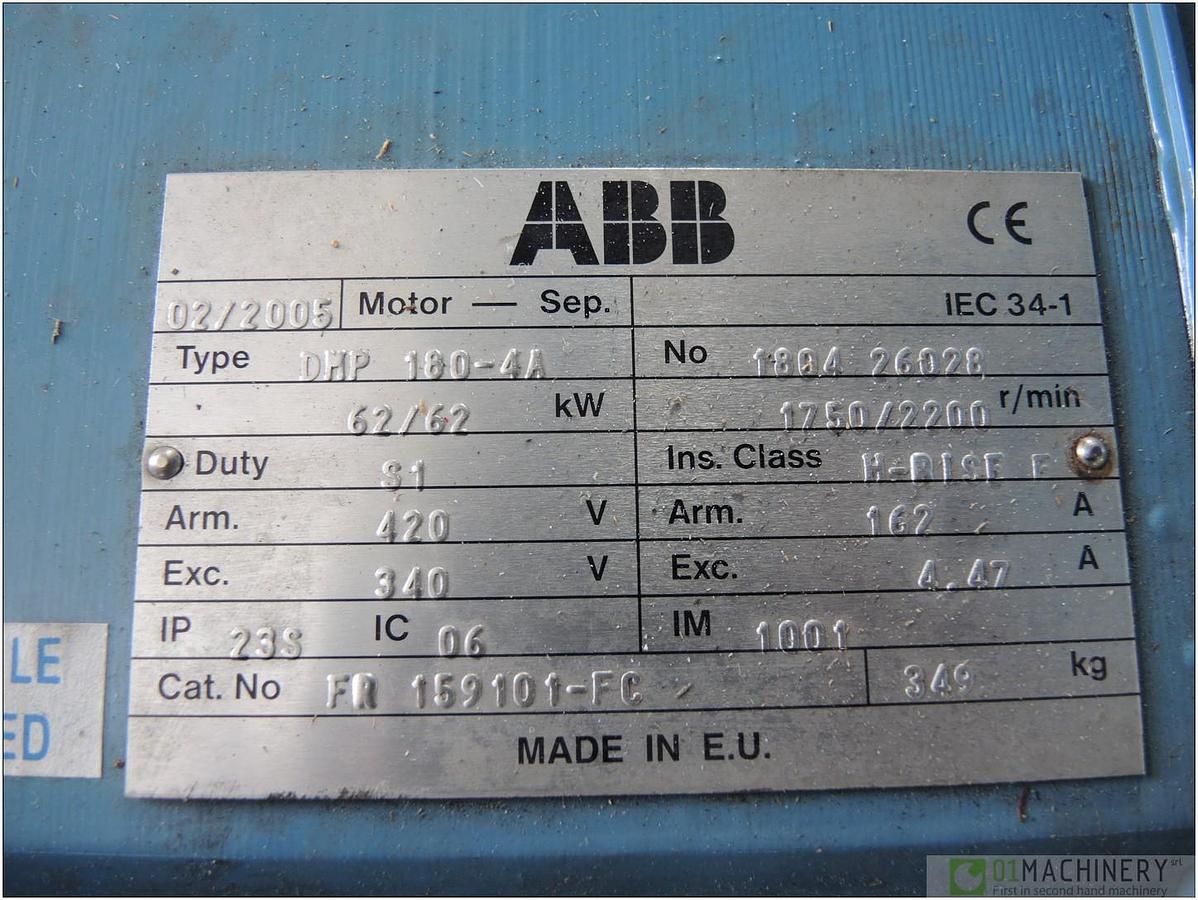 ABB CE
02/2005 Motor — Sep. IEC 34-1
Type DMP 180-4A No 1804 26028
62/62 kW 1750/2200 r/min
Duty S1 Ins. Class H-RISE F
Arm. 420 V Arm. 162 A
Exc. 340 V Exc. 4.47 A
IP 23S IC 06 IM 1001
Cat. No FR 159101-FC 349 kg
MADE IN E.U.
LE
ED
01MACHINERY srl
First in second hand machinery